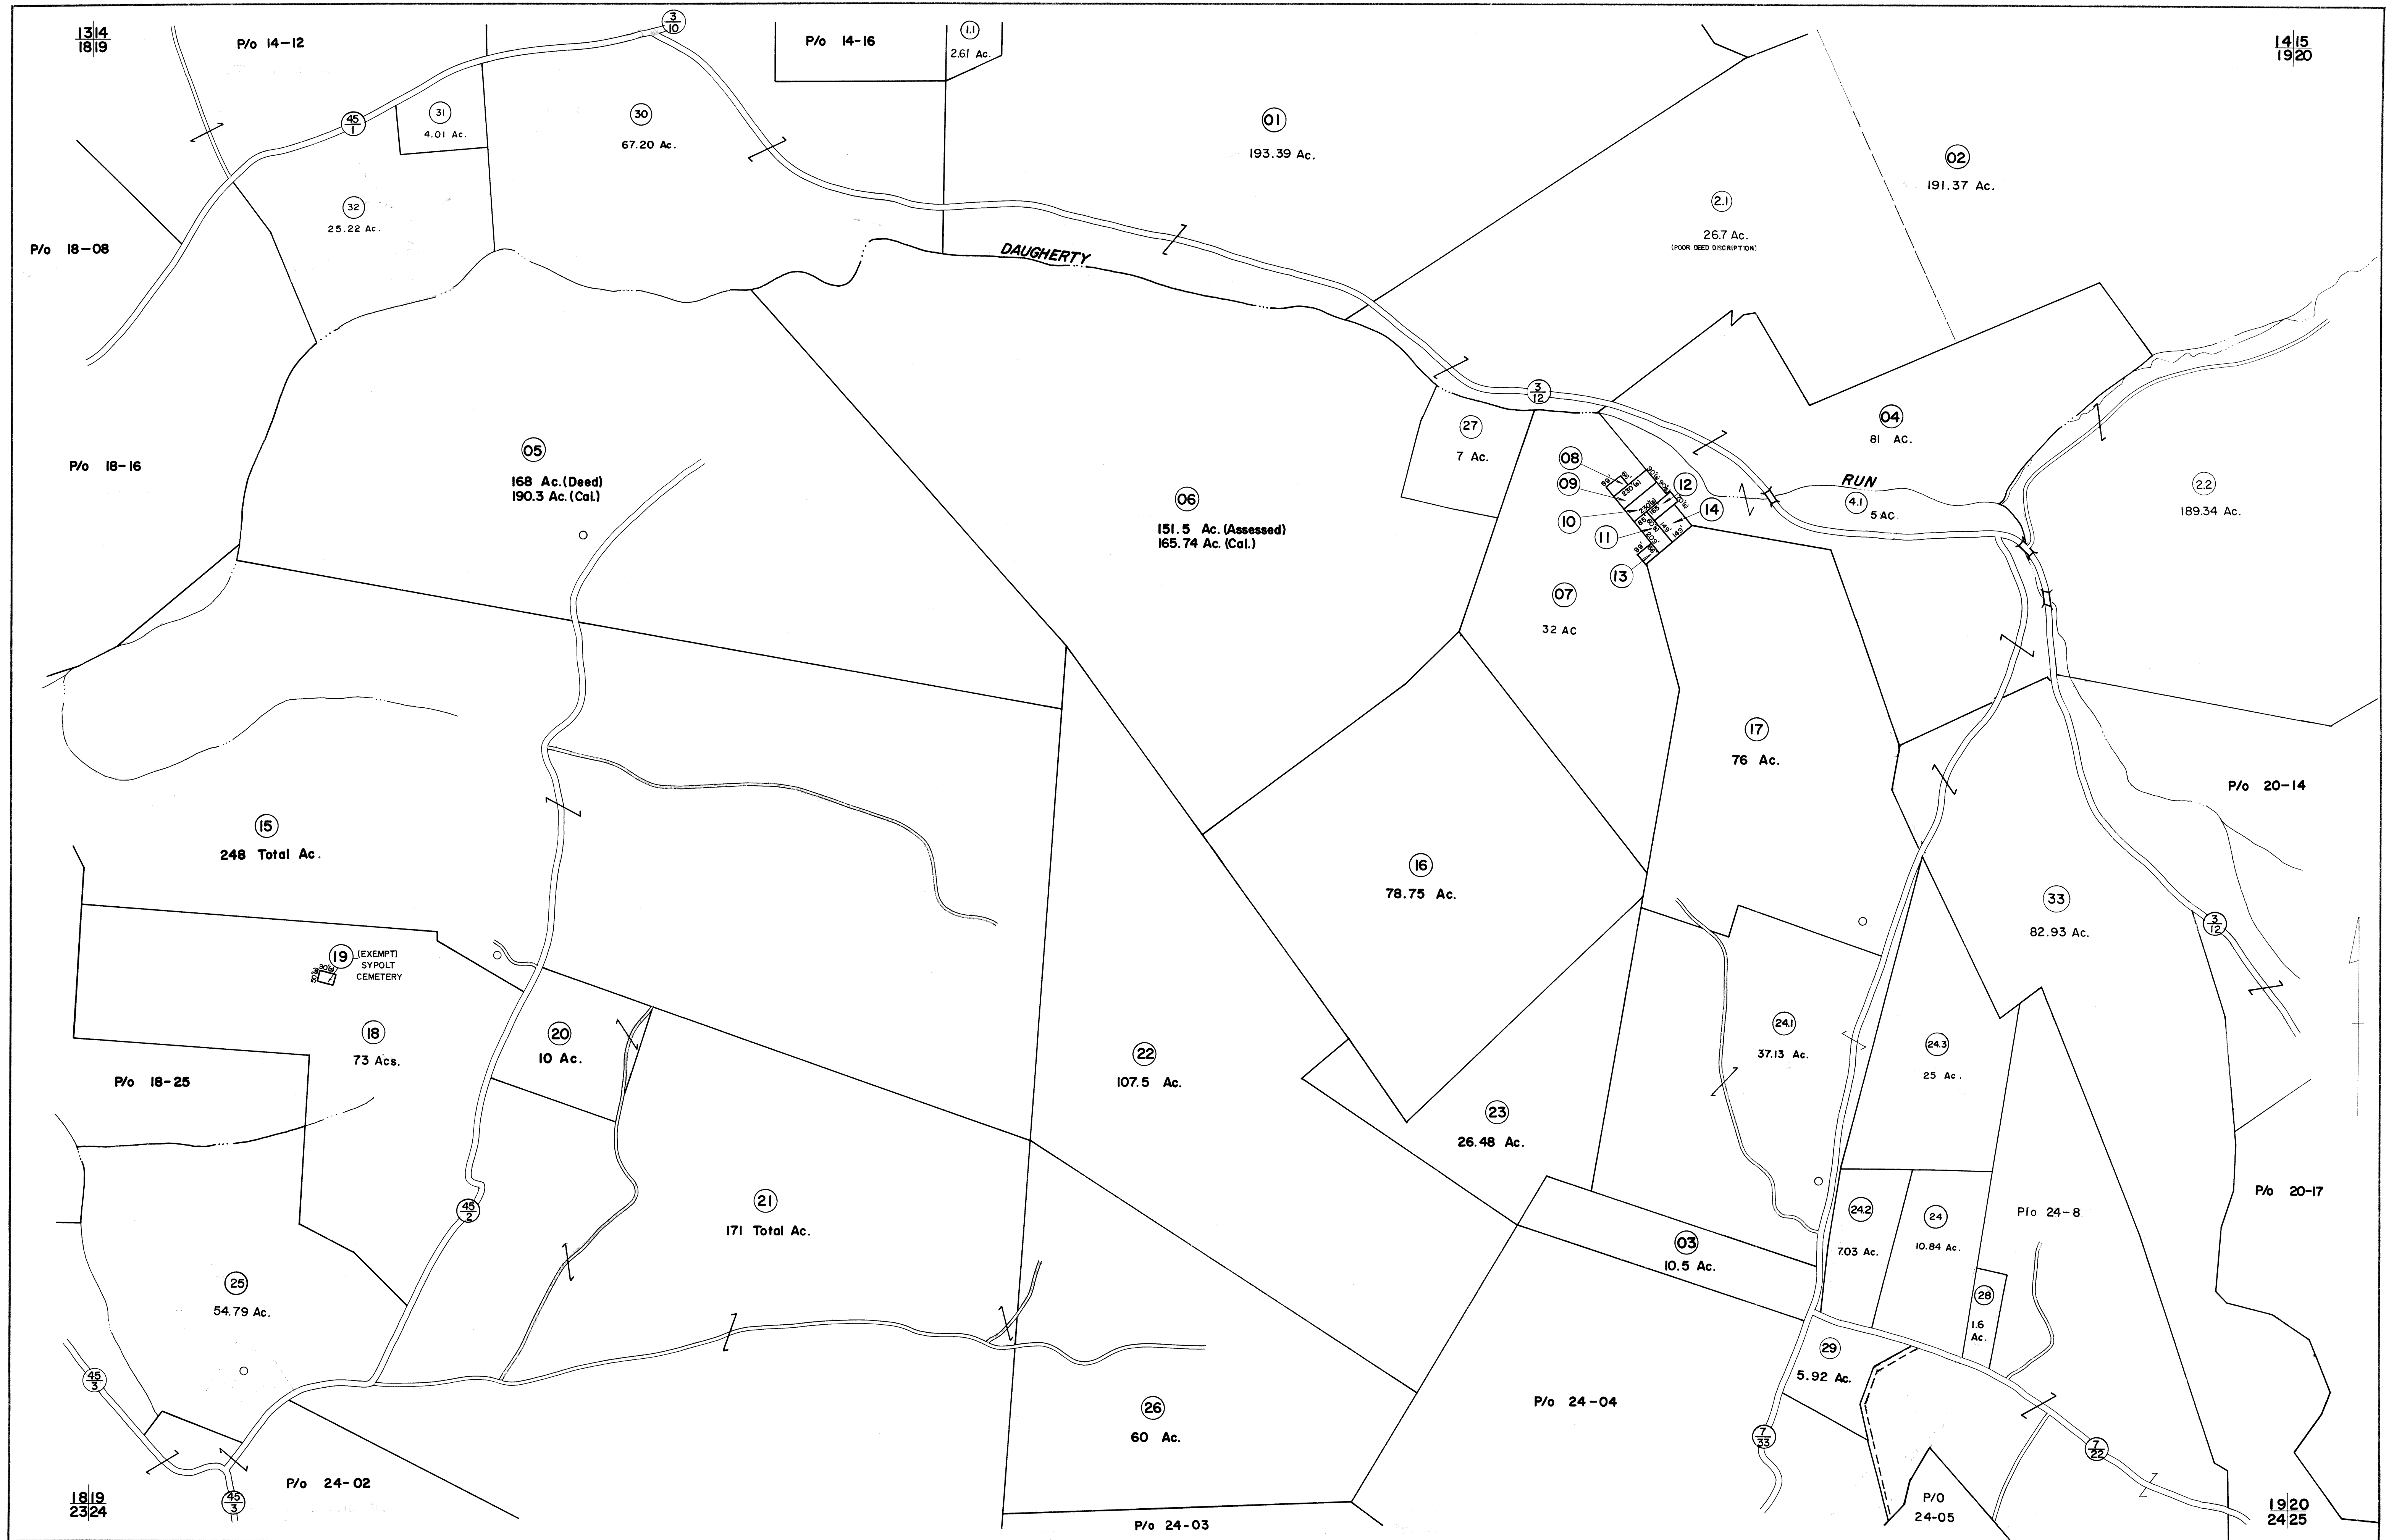 13|14
18|19
P/o 14-12
3
10
P/o 14-16
1.1
2.61 Ac.
14|15
19|20
45
1
31
4.01 Ac.
30
67.20 Ac.
01
193.39 Ac.
02
191.37 Ac.
32
25.22 Ac.
2.1
26.7 Ac.
(POOR DEED DISCRIPTION)
P/o 18-08
DAUGHERTY
3
12
27
7 Ac.
04
81 AC.
P/o 18-16
05
168 Ac.(Deed)
190.3 Ac.(Cal.)
06
151.5 Ac.(Assessed)
165.74 Ac.(Cal.)
08
09
10
11
12
13
14
99'
90'(s)
230'(s)
90'(s)
230'(s)
149'
149'
209'
99'
RUN
4.1
5 AC
2.2
189.34 Ac.
07
32 AC
17
76 Ac.
P/o 20-14
15
248 Total Ac.
16
78.75 Ac.
33
82.93 Ac.
3
12
19
(EXEMPT)
SYPOLT
CEMETERY
90'(s)
50'(s)
18
73 Acs.
20
10 Ac.
22
107.5 Ac.
24.1
37.13 Ac.
24.3
25 Ac.
P/o 18-25
23
26.48 Ac.
45
2
21
171 Total Ac.
24.2
7.03 Ac.
24
10.84 Ac.
P/o 24-8
P/o 20-17
03
10.5 Ac.
25
54.79 Ac.
28
1.6
Ac.
29
5.92 Ac.
45
3
26
60 Ac.
P/o 24-04
7
33
7
22
P/o 24-02
45
3
18|19
23|24
P/o 24-03
P/O
24-05
19|20
24|25